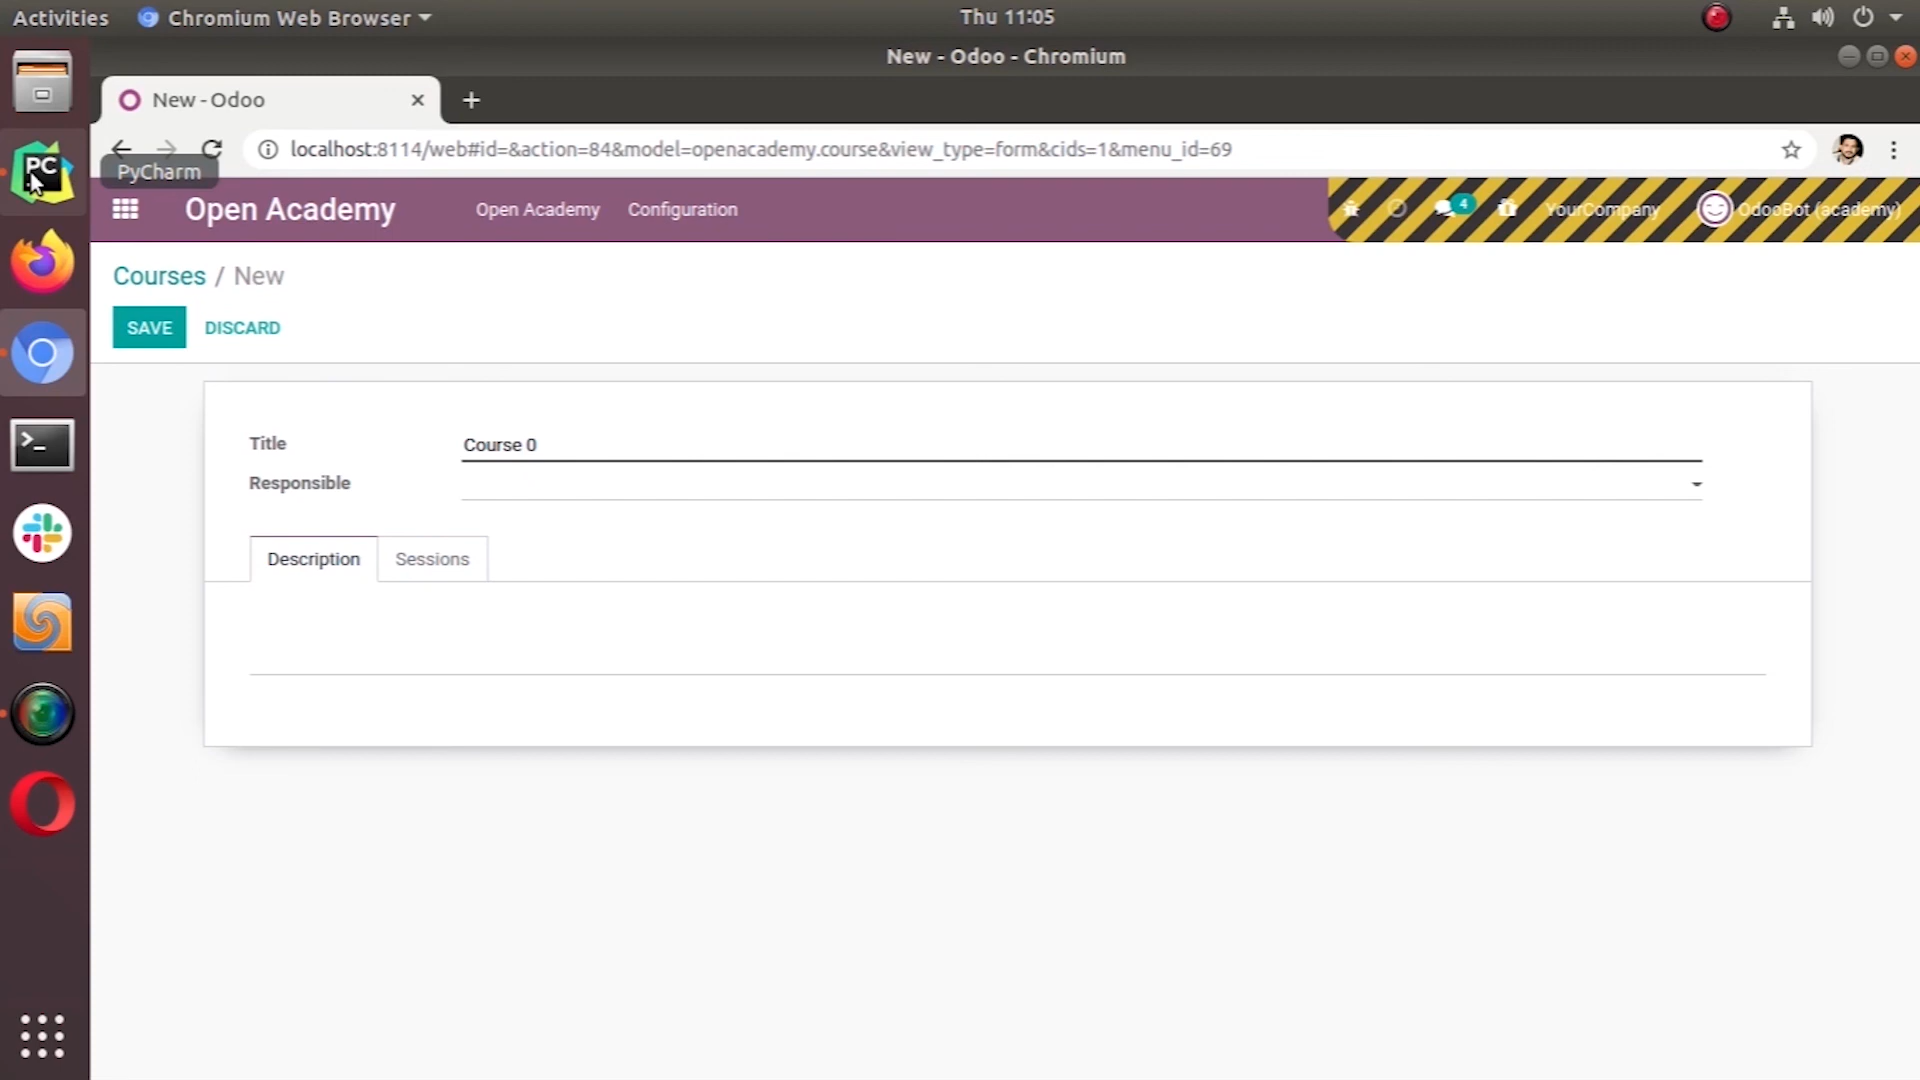 Activities Chromium Web Browser Thu 11:05
New - Odoo - Chromium
New - Odoo
localhost:8114/web#id=&action=84&model=openacademy.course&view_type=form&cids=1&menu_id=69
PC
PyCharm
Open Academy Open Academy Configuration 4 YourCompany OdooBot (academy)
Courses / New
SAVE DISCARD
Title Course 0
Responsible
Description Sessions